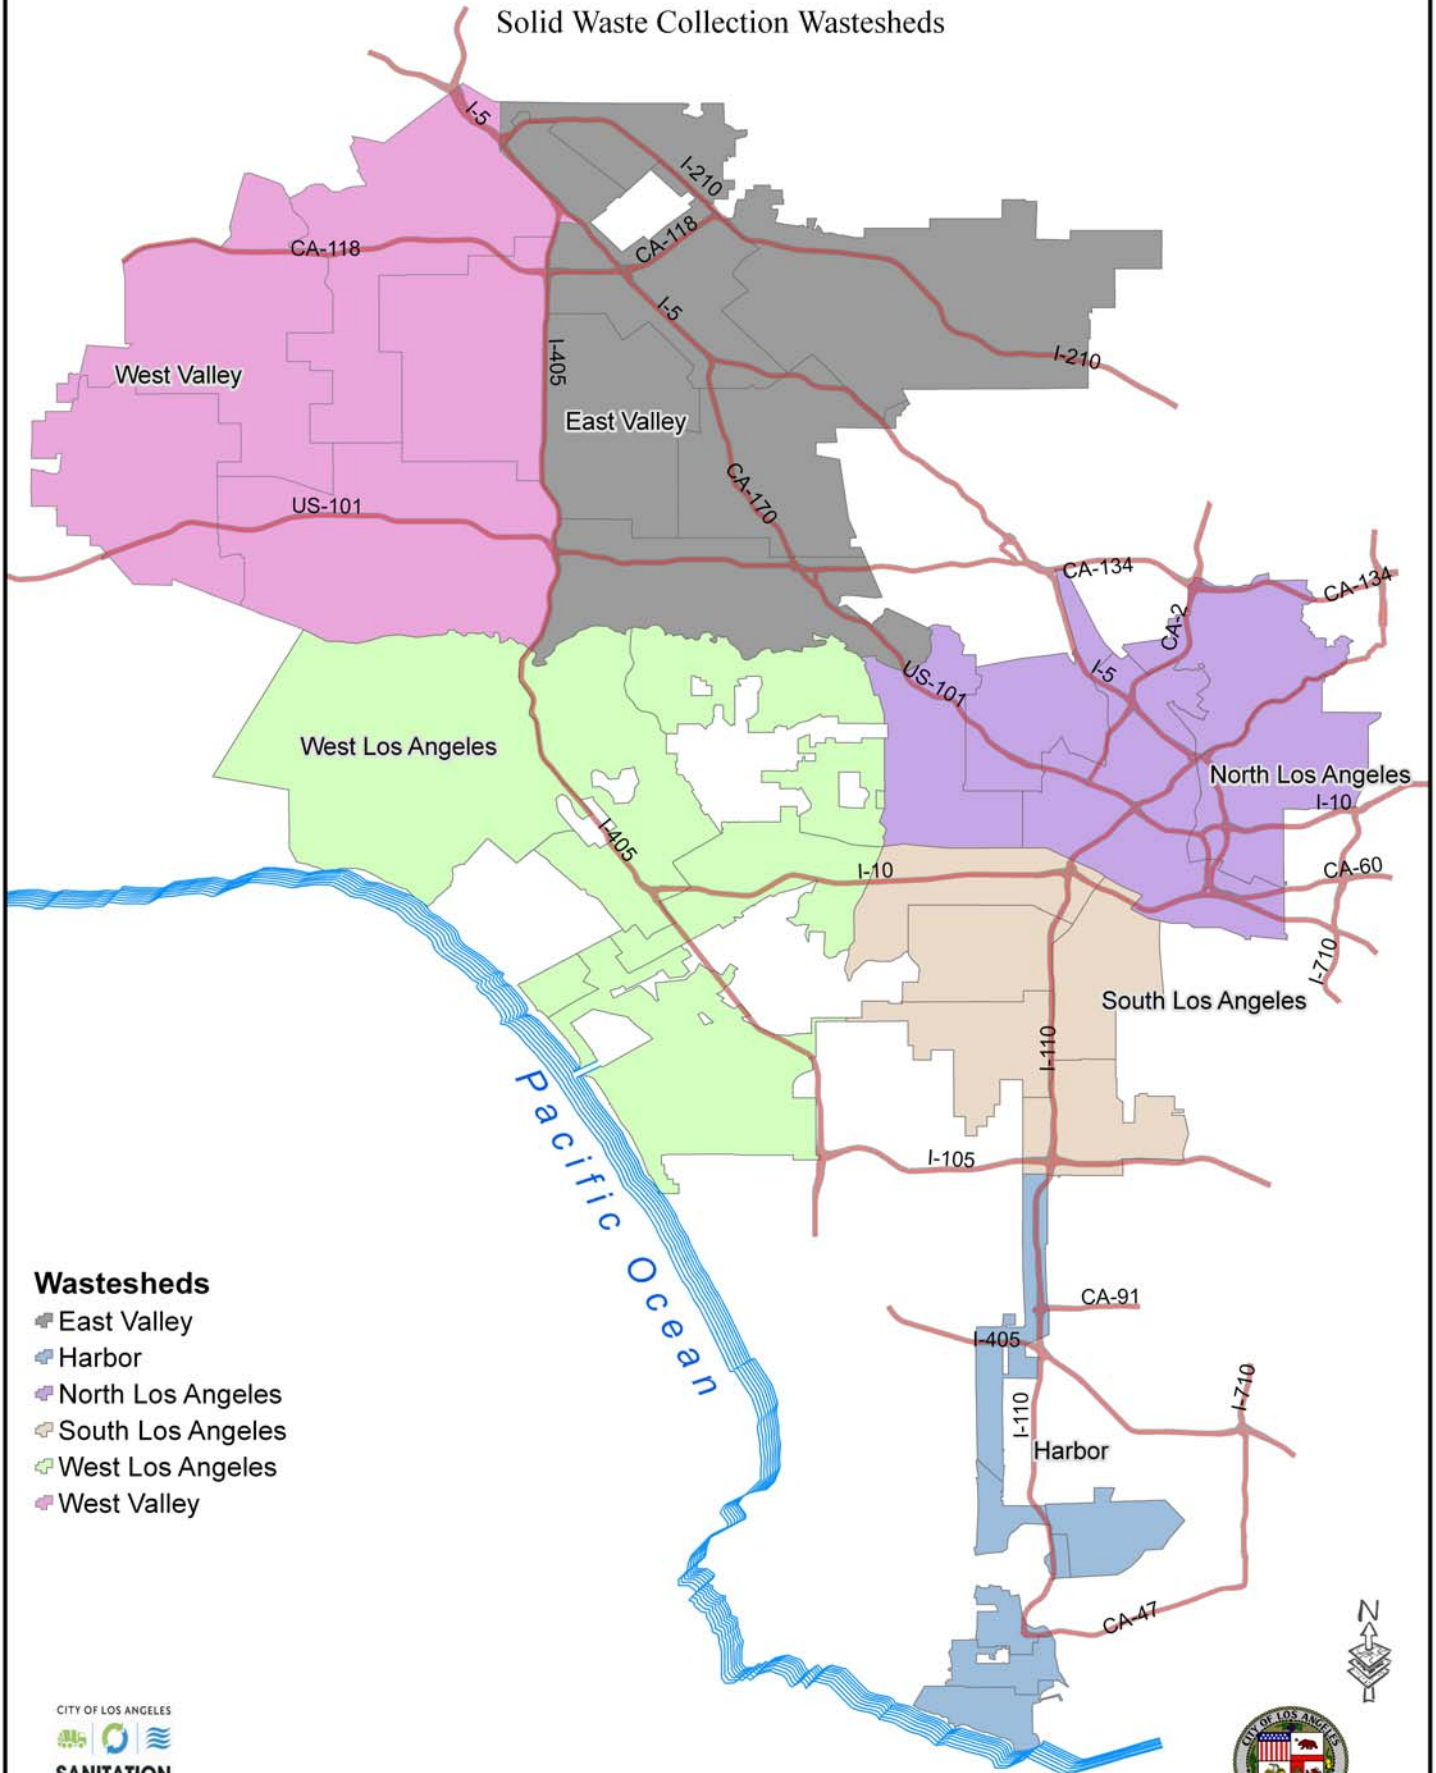 Solid Waste Collection Wastesheds
I-5
I-210
CA-118
CA-118
I-5
I-405
I-210
West Valley
East Valley
CA-170
US-101
CA-134
CA-134
CA-2
I-5
US-101
West Los Angeles
North Los Angeles
I-10
I-405
I-10
CA-60
I-710
South Los Angeles
I-110
Pacific Ocean
I-105
CA-91
I-405
I-110
I-710
Harbor
CA-47
Wastesheds
East Valley
Harbor
North Los Angeles
South Los Angeles
West Los Angeles
West Valley
N
CITY OF LOS ANGELES
SANITATION
CITY OF LOS ANGELES